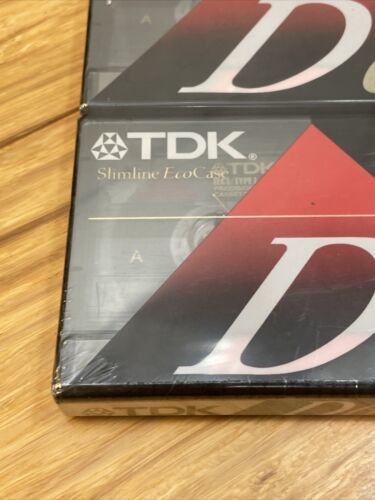 A
D
TDK®
Slimline EcoCase
TDK
A
D
TDK D